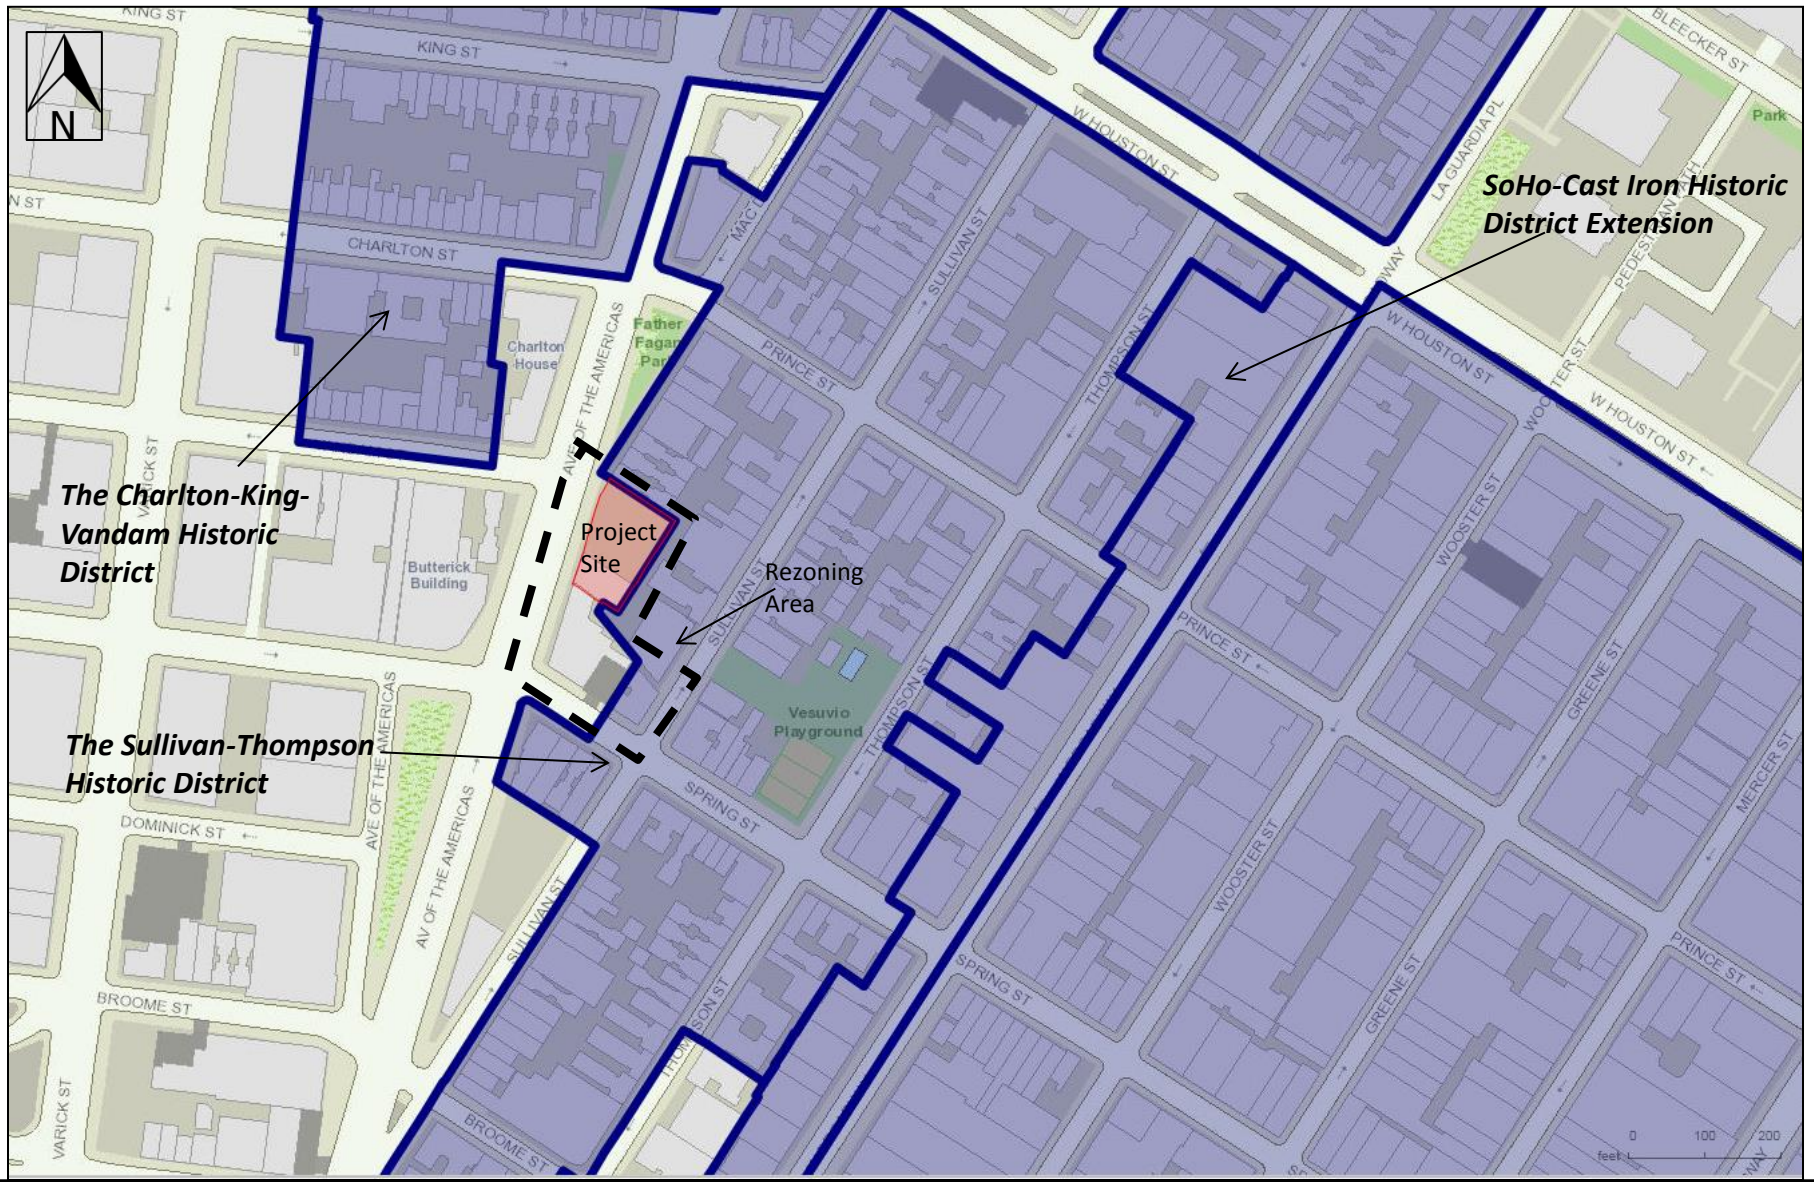 KING ST
KING ST
BLEECKER ST
N
W HOUSTON ST
LA GUARDIA PL
Park
PEDESTRIAN PATH
SoHo-Cast Iron Historic
District Extension
N ST
CHARLTON ST
SULLIVAN ST
AVE OF THE AMERICAS
Father
Fagan
Park
Charlton
House
PRINCE ST
THOMPSON ST
W HOUSTON ST
WOOSTER ST
W HOUSTON ST
VARICK ST
The Charlton-King-
Vandam Historic
District
Project
Site
Butterick
Building
Rezoning
Area
SULLIVAN ST
WOOSTER ST
PRINCE ST
GREENE ST
THOMPSON ST
Vesuvio
Playground
The Sullivan-Thompson
Historic District
AVE OF THE AMERICAS
MERCER ST
SPRING ST
DOMINICK ST
AV OF THE AMERICAS
WOOSTER ST
SULLIVAN ST
PRINCE ST
SPRING ST
GREENE ST
BROOME ST
THOMPSON ST
VARICK ST
BROOME ST
0 100 200
feet